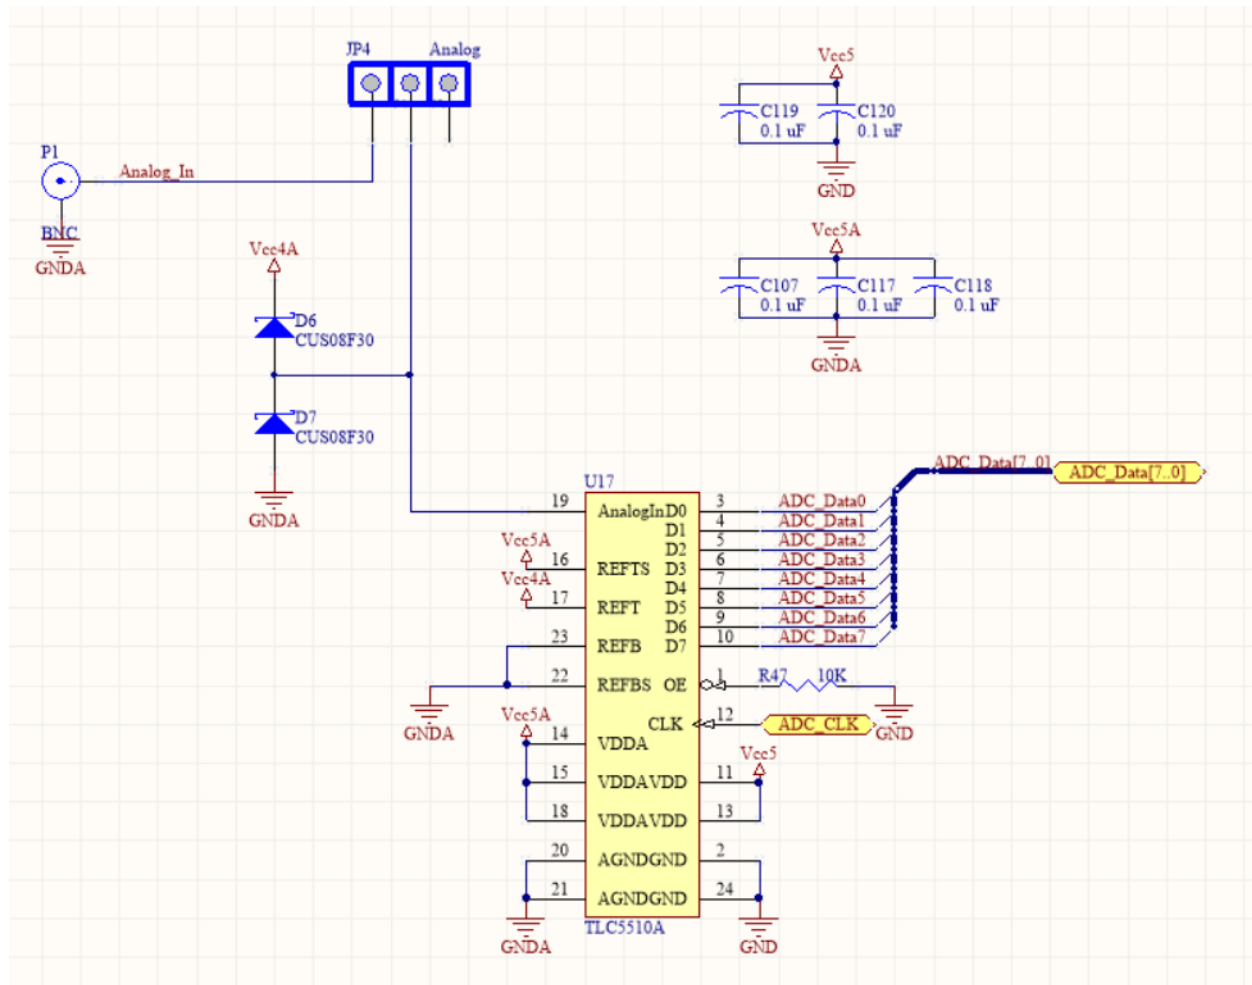 JP4 Analog
Vcc5
C119 C120
0.1 uF 0.1 uF
GND
P1
Analog_In
BNC
GNDA
Vcc5A
C107 C117 C118
0.1 uF 0.1 uF 0.1 uF
GNDA
Vcc4A
D6
CUS08F30
D7
CUS08F30
GNDA
ADC_Data[7_0] ADC_Data[7..0]
U17
19 AnalogIn D0 3 ADC_Data0
D1 4 ADC_Data1
D2 5 ADC_Data2
Vcc5A 16 REFTS D3 6 ADC_Data3
D4 7 ADC_Data4
Vcc4A 17 REFT D5 8 ADC_Data5
D6 9 ADC_Data6
23 REFB D7 10 ADC_Data7
22 REFBS OE 1 R47 10K
GNDA
CLK 12 ADC_CLK GND
Vcc5A 14 VDDA
Vcc5
15 VDDA VDD 11
18 VDDA VDD 13
20 AGND GND 2
21 AGND GND 24
TLC5510A
GNDA GND